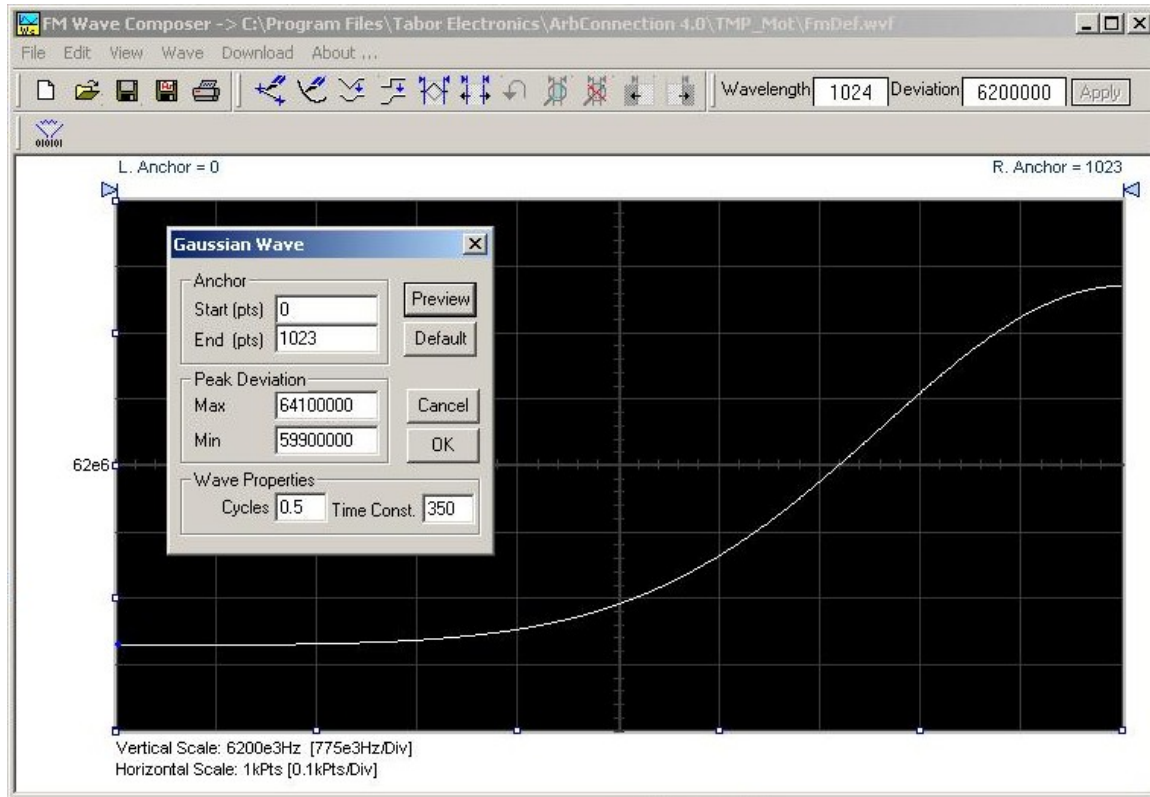 FM Wave Composer -> C:\Program Files\Tabor Electronics\ArbConnection 4.0\TMP_Mot\FmDef.wvf
File Edit View Wave Download About ...
Wavelength 1024 Deviation 6200000 Apply
010101
L. Anchor = 0 R. Anchor = 1023
Gaussian Wave
Anchor
Start (pts) 0 Preview
End (pts) 1023 Default
Peak Deviation
Max 64100000 Cancel
Min 59900000 OK
62e6
Wave Properties
Cycles 0.5 Time Const. 350
Vertical Scale: 6200e3Hz [775e3Hz/Div]
Horizontal Scale: 1kPts [0.1kPts/Div]